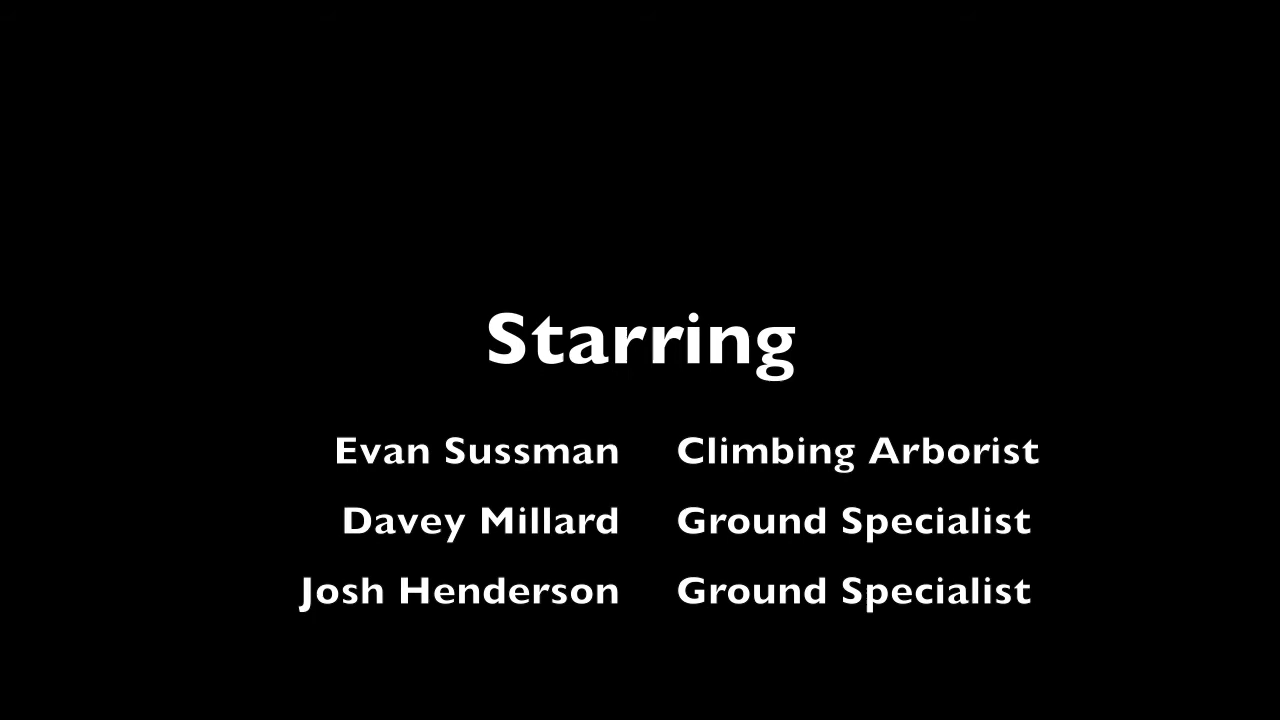 Starring
Evan Sussman Climbing Arborist
Davey Millard Ground Specialist
Josh Henderson Ground Specialist